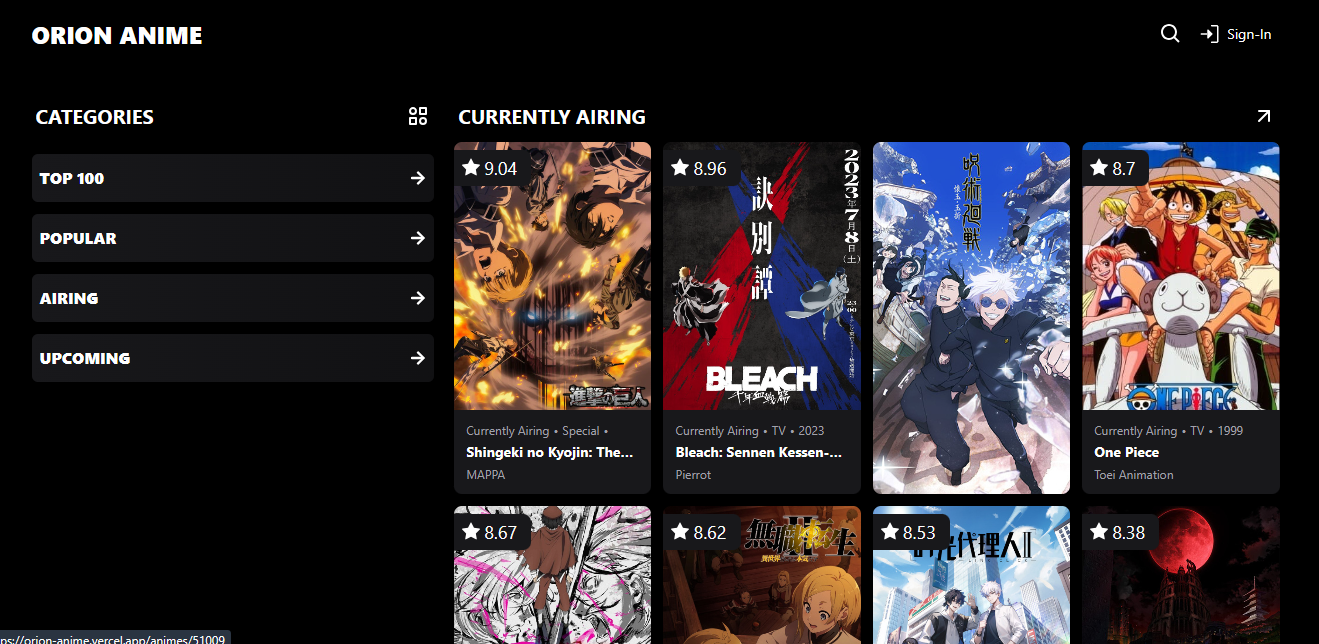 ORION ANIME
Sign-In
CATEGORIES
TOP 100
POPULAR
AIRING
UPCOMING
CURRENTLY AIRING
9.04
進撃の巨人
Currently Airing • Special •
Shingeki no Kyojin: The...
MAPPA
8.96
2023年7月8日(土)
訣別譚
BLEACH
千年血戦篇
Currently Airing • TV • 2023
Bleach: Sennen Kessen-...
Pierrot
呪術廻戦
懐玉・玉折
8.7
ONE PIECE
Currently Airing • TV • 1999
One Piece
Toei Animation
8.67
8.62
無職転生
II
8.53
光代理人II
8.38
ps://orion-anime.vercel.app/animes/51009